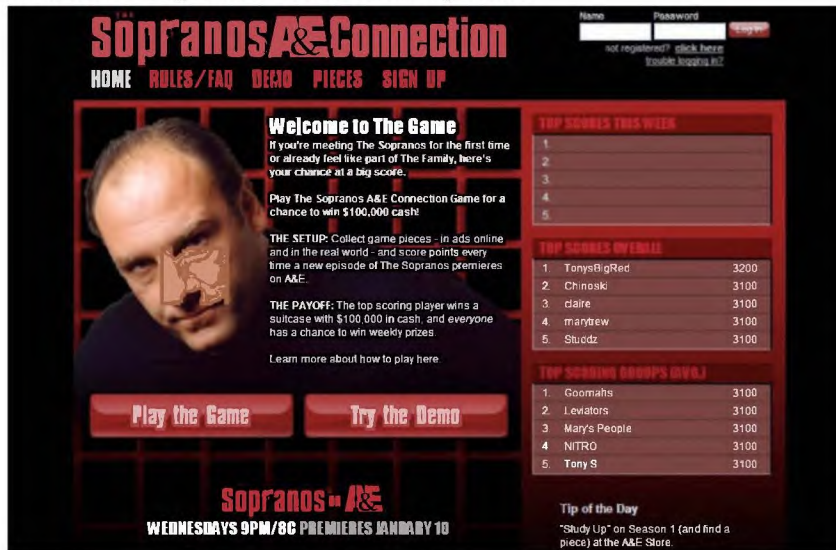 THE
Sopranos A&E Connection
Name Password
Log In
not registered? click here
trouble logging in?
HOME RULES/FAQ DEMO PIECES SIGN UP
Welcome to The Game
If you're meeting The Sopranos for the first time
or already feel like part of The Family, here's
your chance at a big score.
Play The Sopranos A&E Connection Game for a
chance to win $100,000 cash!
THE SETUP: Collect game pieces - in ads online
and in the real world - and score points every
time a new episode of The Sopranos premieres
on A&E.
THE PAYOFF: The top scoring player wins a
suitcase with $100,000 in cash, and everyone
has a chance to win weekly prizes.
Learn more about how to play here.
Play the Game
Try the Demo
Sopranos on A&E
WEDNESDAYS 9PM/8C PREMIERES JANUARY 10
TOP SCORES THIS WEEK
1.
2.
3.
4.
5.
TOP SCORES OVERALL
1. TonysBigRed 3200
2. Chinoski 3100
3. claire 3100
4. marytrew 3100
5. Studdz 3100
TOP SCORING GROUPS (AVG.)
1. Goomahs 3100
2. Leviators 3100
3. Mary's People 3100
4 NITRO 3100
5. Tony S 3100
Tip of the Day
"Study Up" on Season 1 (and find a
piece) at the A&E Store.